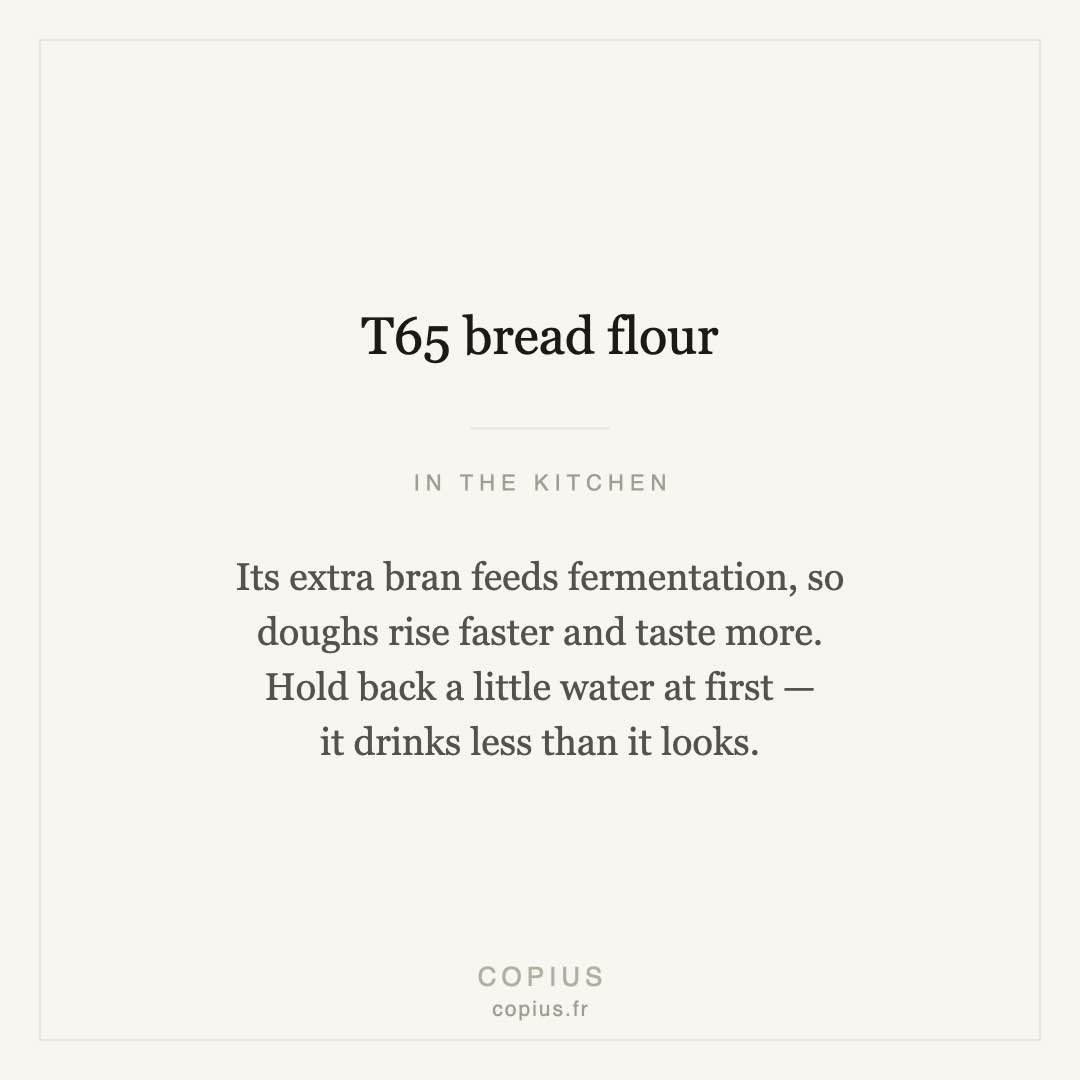 T65 bread flour
IN THE KITCHEN
Its extra bran feeds fermentation, so
doughs rise faster and taste more.
Hold back a little water at first —
it drinks less than it looks.
COPIUS
copius.fr